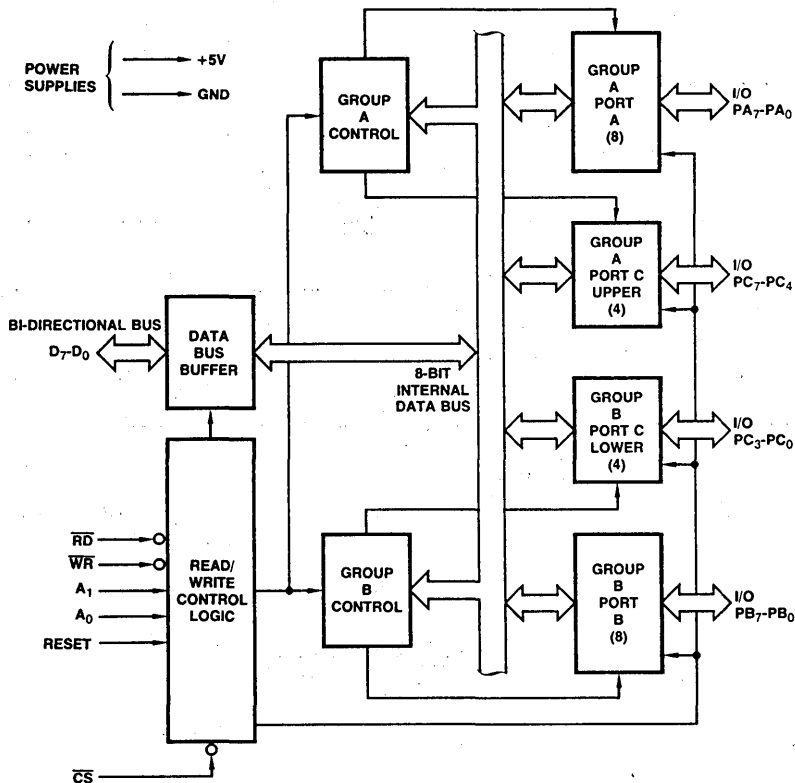 POWER
SUPPLIES
+5V
GND
GROUP
A
CONTROL
GROUP
A
PORT
A
(8)
I/O
PA7-PA0
GROUP
A
PORT C
UPPER
(4)
I/O
PC7-PC4
BI-DIRECTIONAL BUS
D7-D0
DATA
BUS
BUFFER
8-BIT
INTERNAL
DATA BUS
GROUP
B
PORT C
LOWER
(4)
I/O
PC3-PC0
RD
WR
A1
A0
RESET
READ/
WRITE
CONTROL
LOGIC
GROUP
B
CONTROL
GROUP
B
PORT
B
(8)
I/O
PB7-PB0
CS